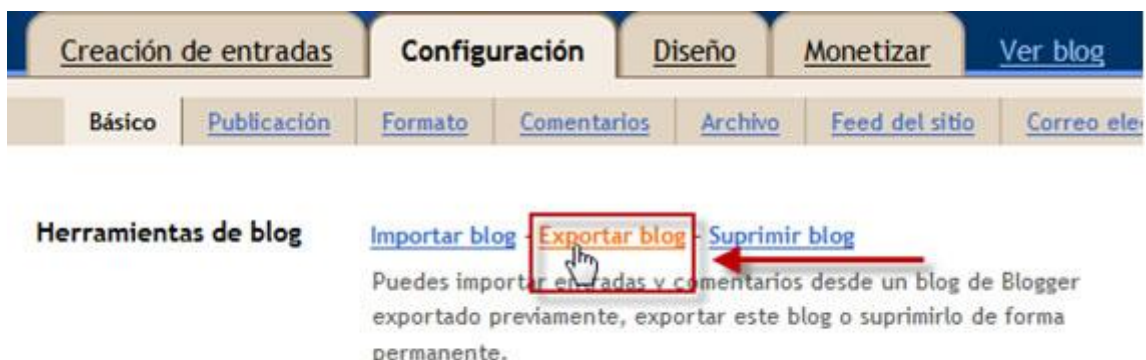 Creación de entradas Configuración Diseño Monetizar Ver blog
Básico Publicación Formato Comentarios Archivo Feed del sitio Correo
Herramientas de blog Importar blog - Exportar blog - Suprimir blog
Puedes importar entradas y comentarios desde un blog de Blogger
exportado previamente, exportar este blog o suprimirlo de forma
permanente.